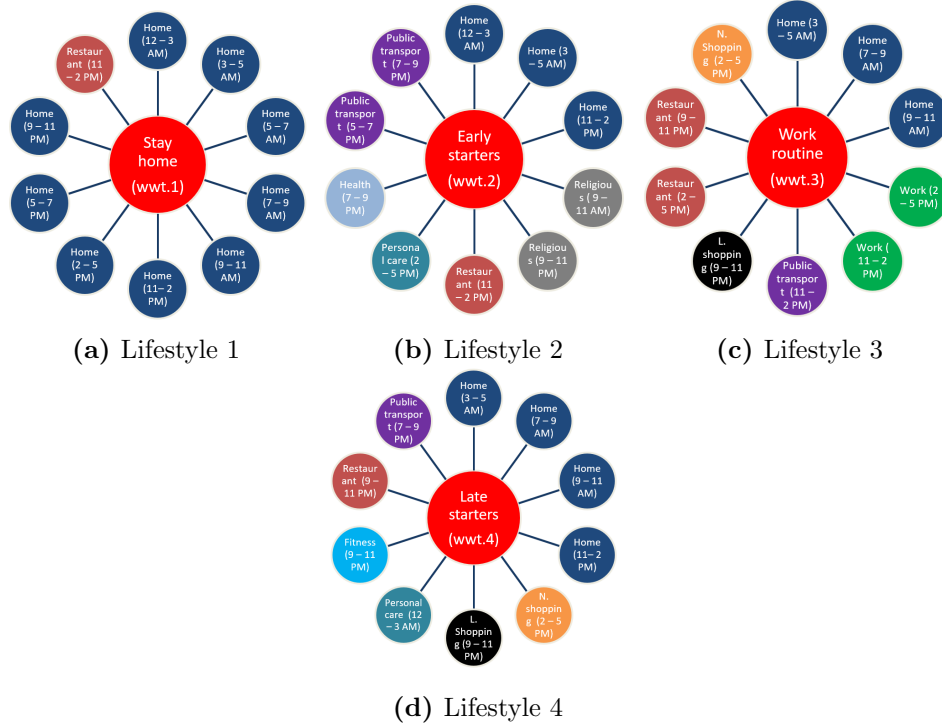 Home
(12 – 3
AM)
Home
(3 – 5
AM)
Home
(5 – 7
AM)
Home
(7 – 9
AM)
Home
(9 – 11
AM)
Home
(11– 2
PM)
Home
(2 – 5
PM)
Home
(5 – 7
PM)
Home
(9 – 11
PM)
Restaur
ant (11
– 2 PM)
Stay
home
(wwt.1)
(a) Lifestyle 1
Home
(12 – 3
AM)
Home (3
– 5 AM)
Home
(11 – 2
PM)
Religiou
s ( 9 –
11 AM)
Religiou
s (9 – 11
PM)
Restaur
ant (11
– 2 PM)
Persona
l care (2
– 5 PM)
Health
(7 – 9
PM)
Public
transpor
t (5 – 7
PM)
Public
transpor
t (7 – 9
PM)
Early
starters
(wwt.2)
(b) Lifestyle 2
Home (3
– 5 AM)
Home
(7 – 9
AM)
Home
(9 – 11
AM)
Work (2
– 5 PM)
Work (
11 – 2
PM)
Public
transpor
t (11 –
2 PM)
L.
shoppin
g (9 – 11
PM)
Restaur
ant (2 –
5 PM)
Restaur
ant (9 –
11 PM)
N.
Shoppin
g (2 – 5
PM)
Work
routine
(wwt.3)
(c) Lifestyle 3
Home
(3 – 5
AM)
Home
(7 – 9
AM)
Home
(9 – 11
AM)
Home
(11– 2
PM)
N.
shoppin
g (2 – 5
PM)
L.
Shoppin
g (9 – 11
PM)
Personal
care (12
– 3 AM)
Fitness
(9 – 11
PM)
Restaur
ant (9 –
11 PM)
Public
transpor
t (7 – 9
PM)
Late
starters
(wwt.4)
(d) Lifestyle 4